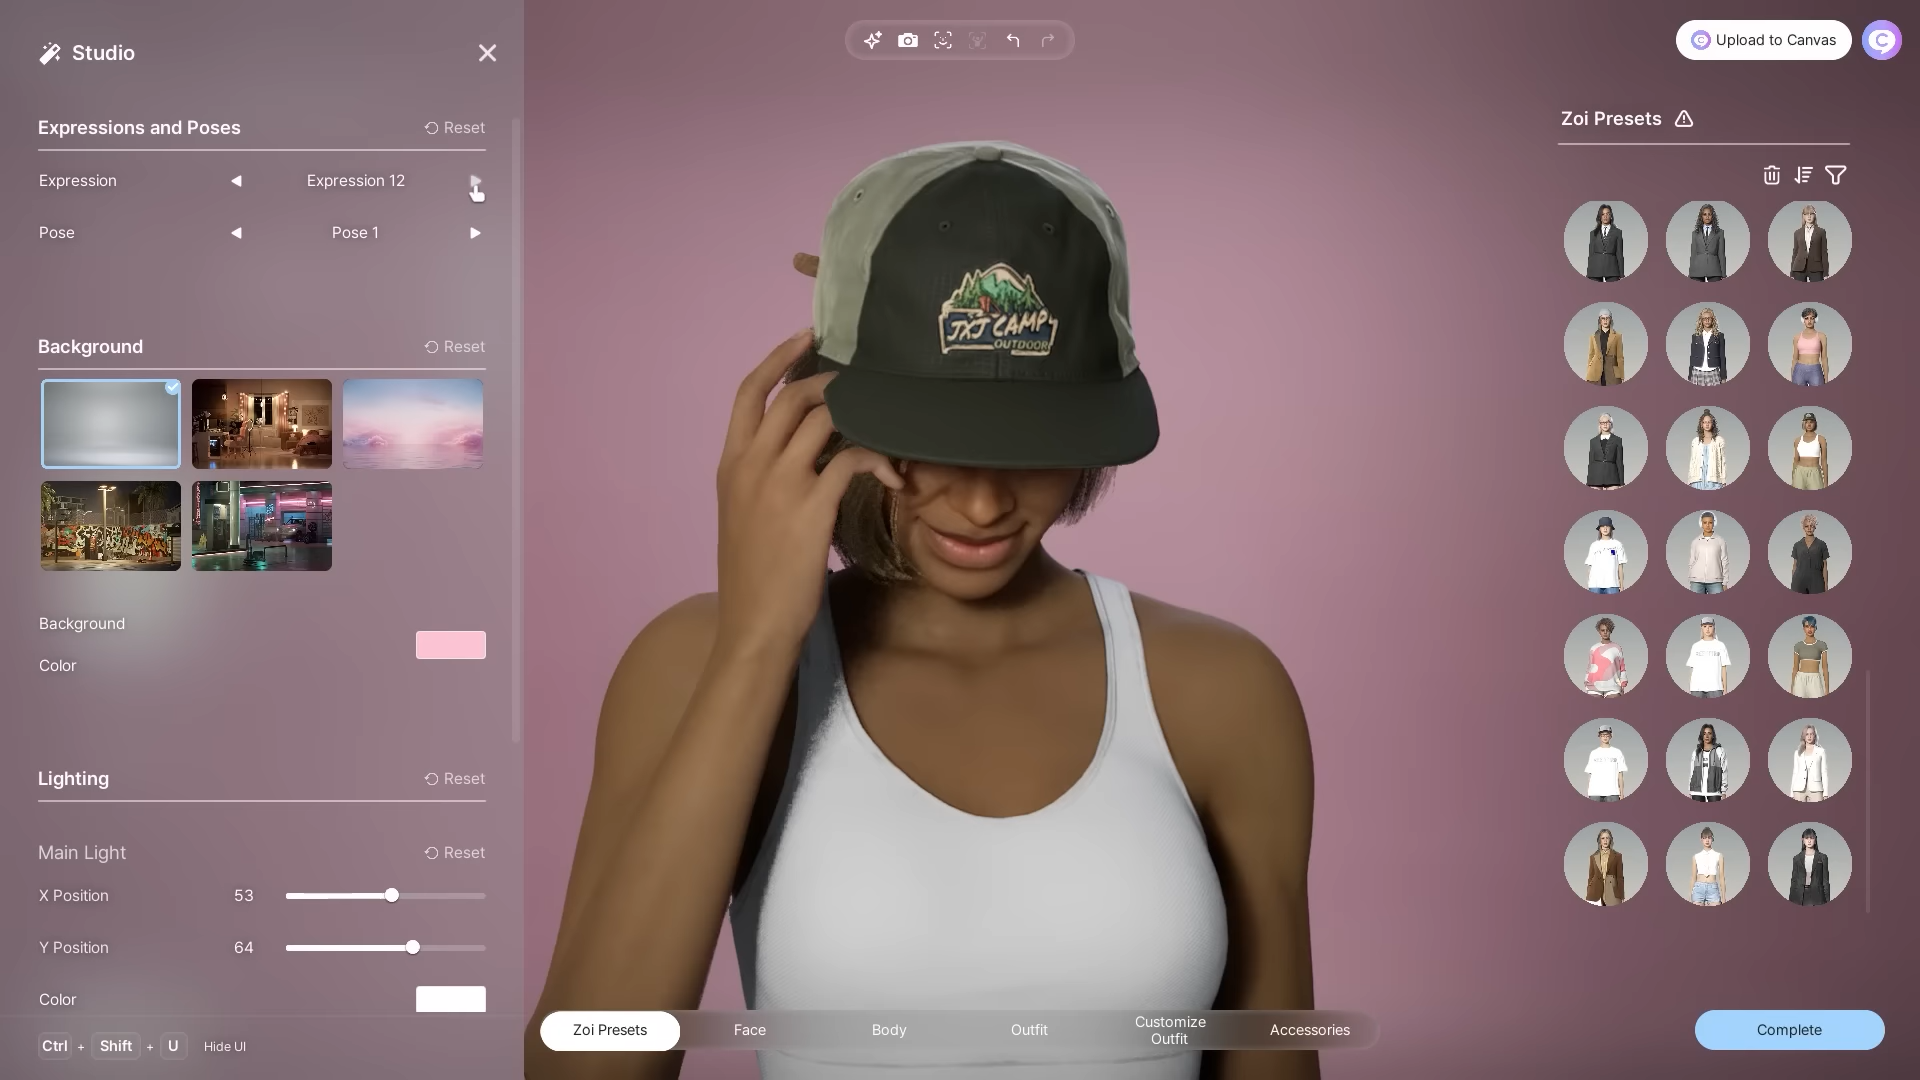 Studio
Expressions and Poses
Reset
Expression
Expression 12
Pose
Pose 1
Background
Reset
Background
Color
Lighting
Reset
Main Light
Reset
X Position
53
Y Position
64
Color
Ctrl + Shift + U Hide UI
JXJ CAMP
OUTDOOR
Zoi Presets
Face
Body
Outfit
Customize
Outfit
Accessories
Upload to Canvas
Zoi Presets
Complete